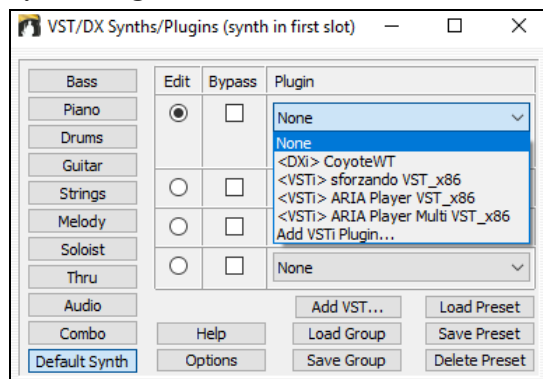 VST/DX Synths/Plugins (synth in first slot)
Bass
Piano
Drums
Guitar
Strings
Melody
Soloist
Thru
Audio
Combo
Default Synth
Edit Bypass Plugin
None
None
<DXi> CoyoteWT
<VSTi> sforzando VST_x86
<VSTi> ARIA Player VST_x86
<VSTi> ARIA Player Multi VST_x86
Add VSTi Plugin...
None
Add VST... Load Preset
Help Load Group Save Preset
Options Save Group Delete Preset